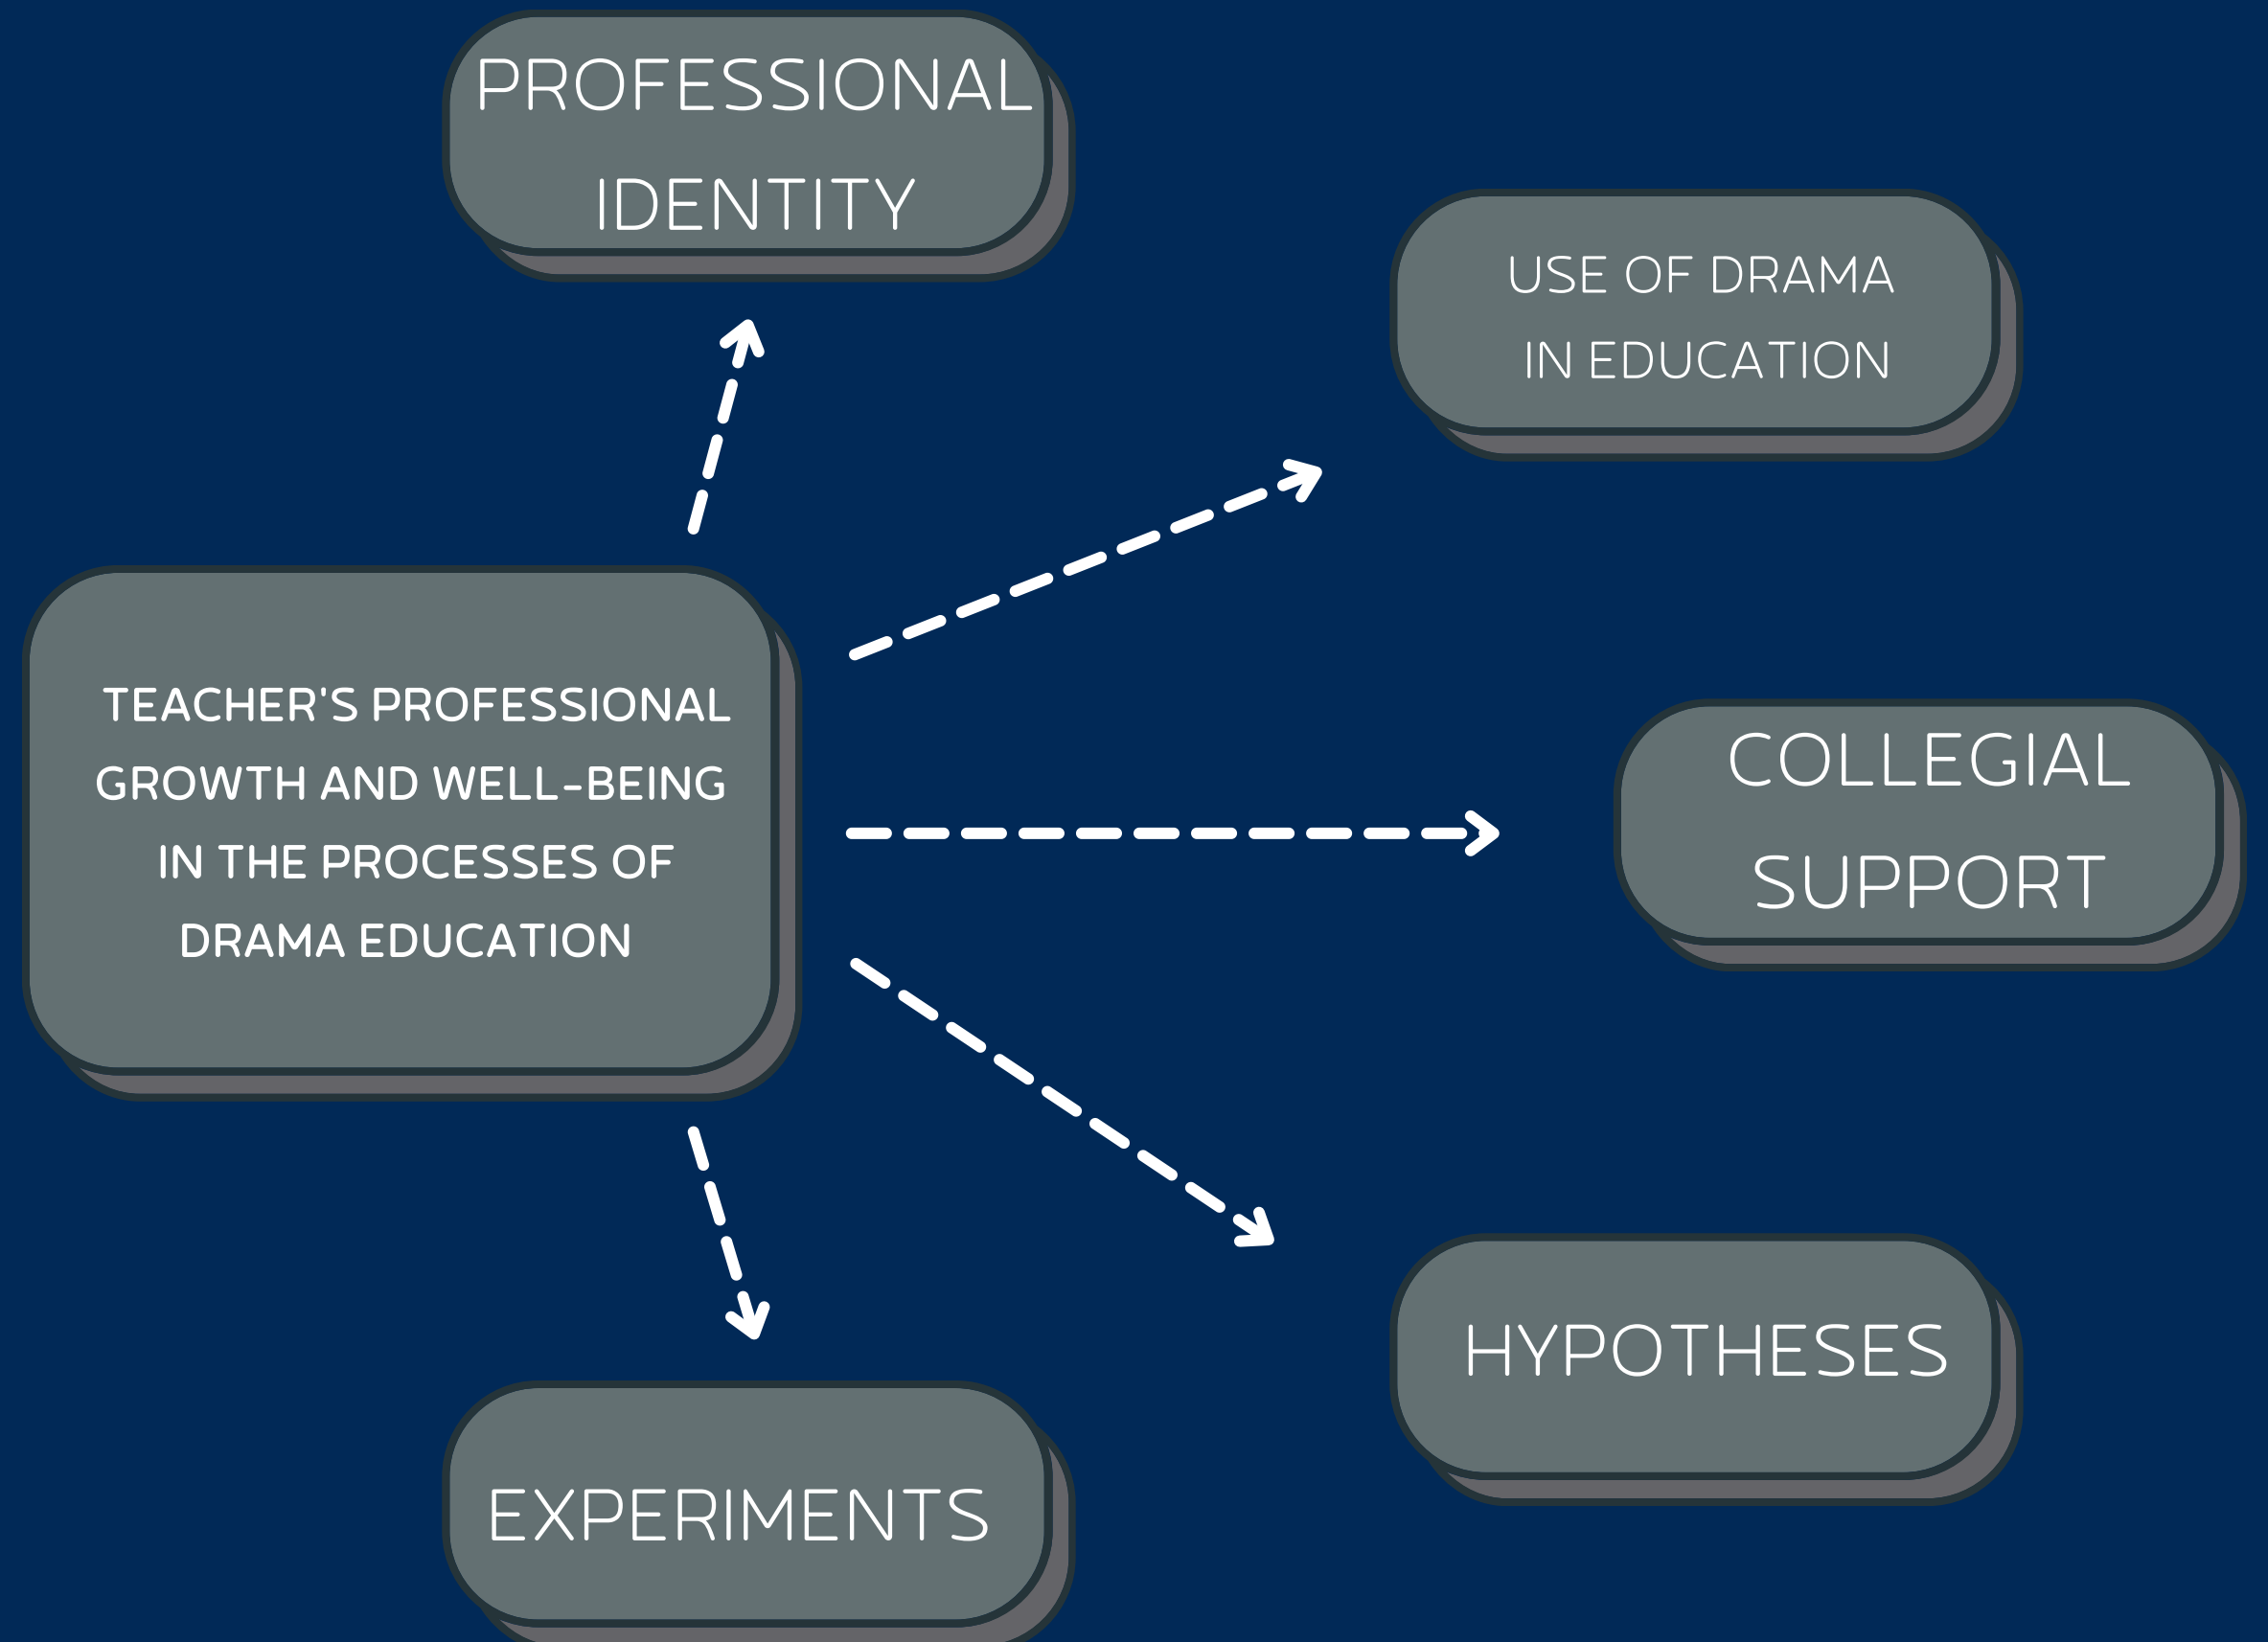 PROFESSIONAL
IDENTITY
USE OF DRAMA
IN EDUCATION
TEACHER'S PROFESSIONAL
GROWTH AND WELL-BEING
IN THE PROCESSES OF
DRAMA EDUCATION
COLLEGIAL
SUPPORT
HYPOTHESES
EXPERIMENTS